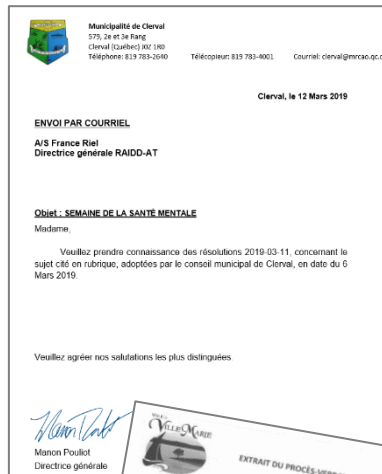 Municipalité de Clerval
579, 2e et 3e Rang
Clerval (Québec) J0Z 1R0
Téléphone: 819 783-2640 Télécopieur: 819 783-4001 Courriel: clerval@mrcao.qc.c
Clerval, le 12 Mars 2019
ENVOI PAR COURRIEL
A/S France Riel
Directrice générale RAIDD-AT
Objet : SEMAINE DE LA SANTÉ MENTALE
Madame,
Veuillez prendre connaissance des résolutions 2019-03-11, concernant le
sujet cité en rubrique, adoptées par le conseil municipal de Clerval, en date du 6
Mars 2019.
Veuillez agréer nos salutations les plus distinguées.
Manon Pouliot
Directrice générale
VILLE MARIE
EXTRAIT DU PROCÈS-VERB